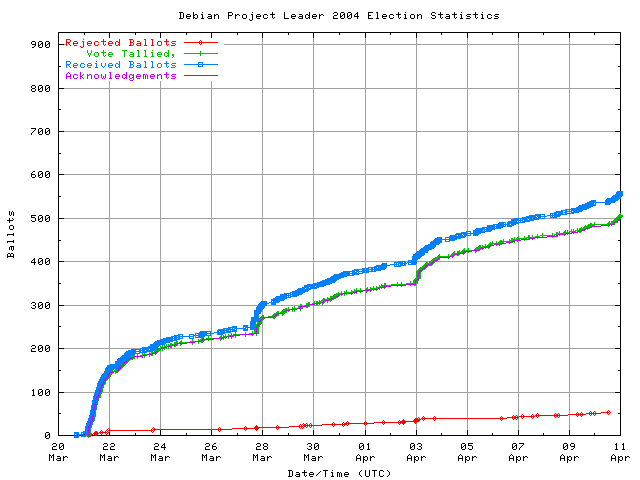 Debian Project Leader 2004 Election Statistics
900
800
700
600
500
400
300
200
100
0
Ballots
Rejected Ballots
Vote Tallied,
Received Ballots
Acknowledgements
20 Mar
22 Mar
24 Mar
26 Mar
28 Mar
30 Mar
01 Apr
03 Apr
05 Apr
07 Apr
09 Apr
11 Apr
Date/Time (UTC)